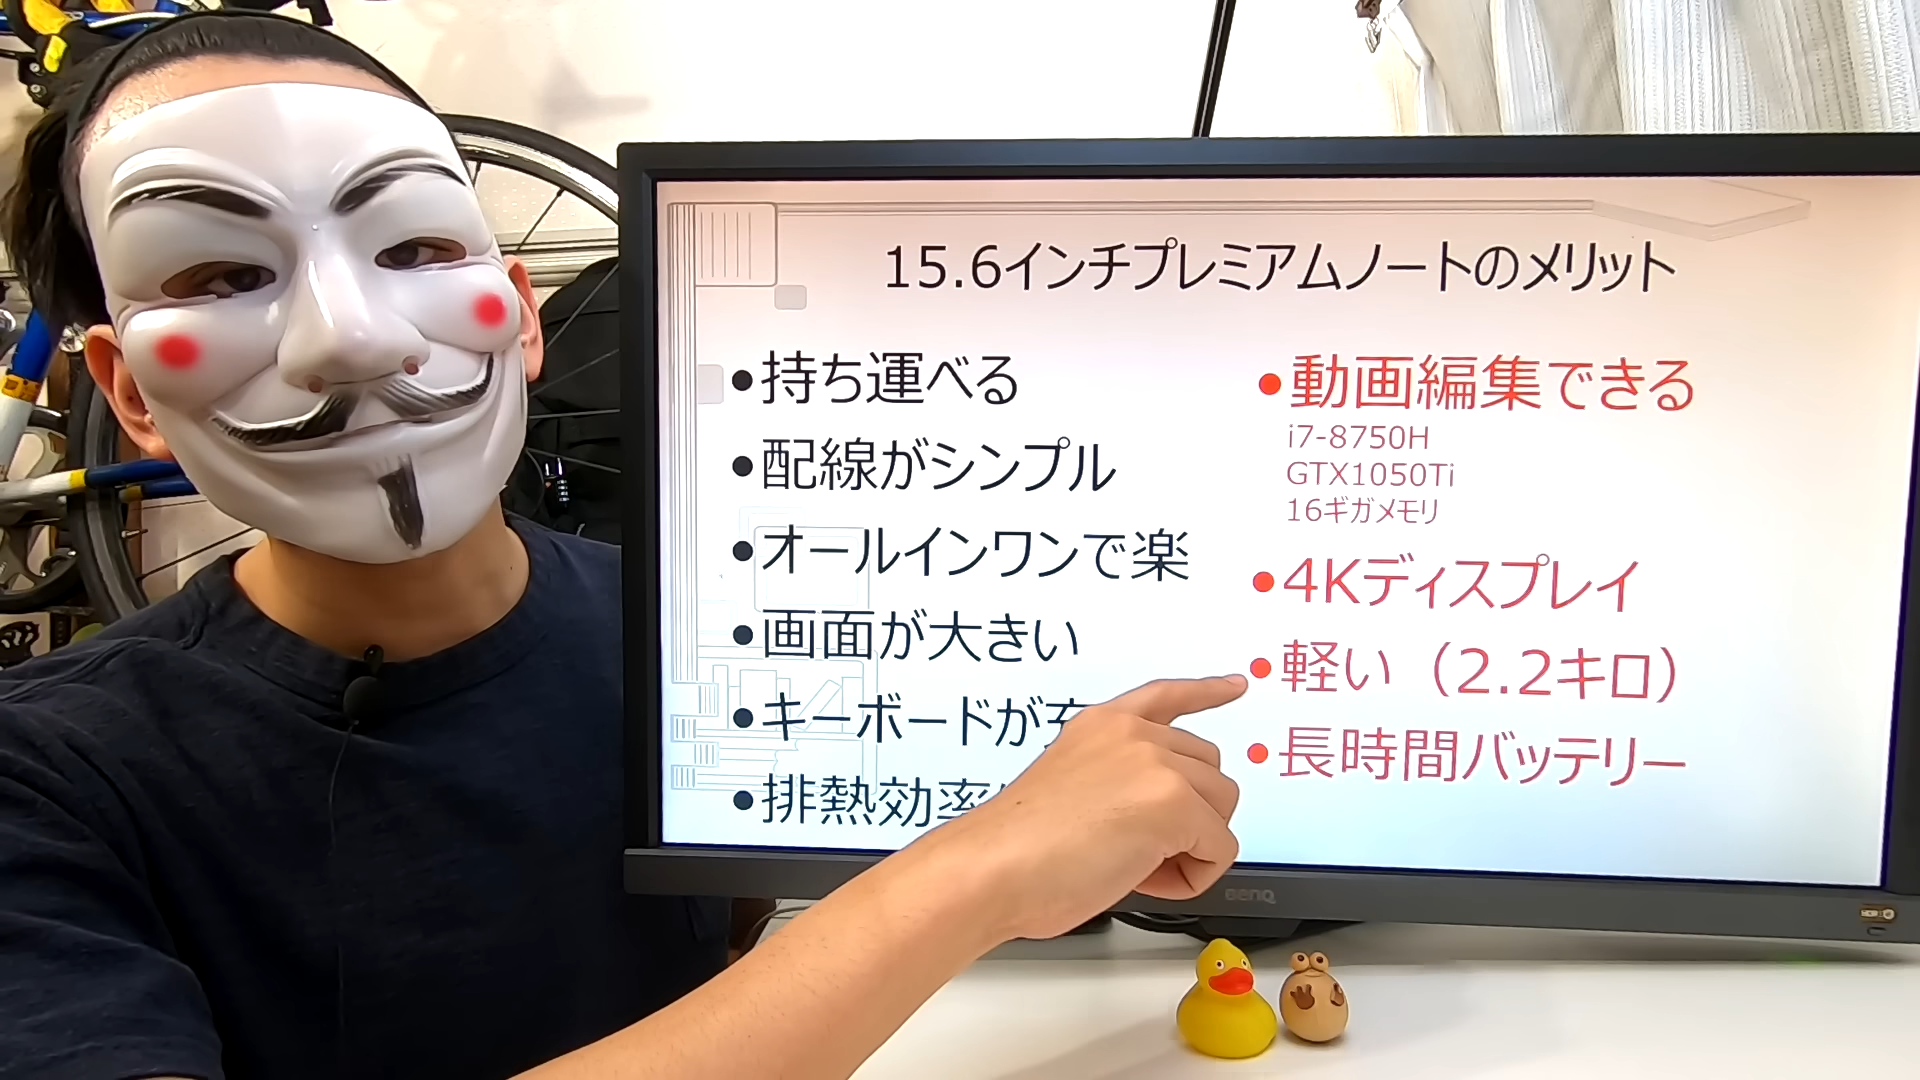 15.6インチプレミアムノートのメリット
●持ち運べる
●配線がシンプル
●オールインワンで楽
●画面が大きい
●キーボードが充
●排熱効率
●動画編集できる
i7-8750H
GTX1050Ti
16ギガメモリ
●4Kディスプレイ
●軽い（2.2キロ）
●長時間バッテリー
BenQ